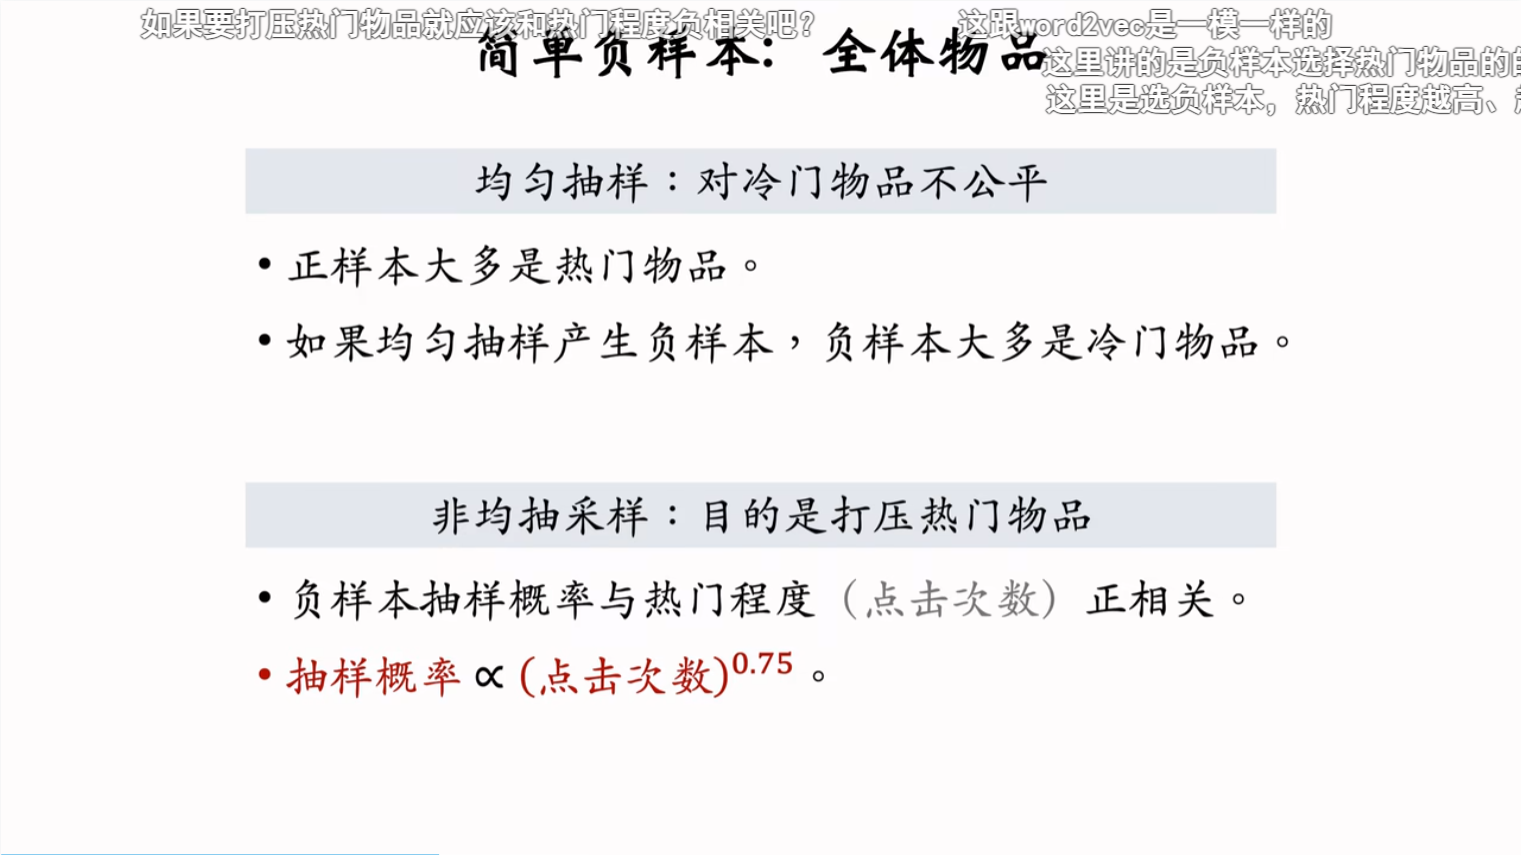 如果要打压热门物品就应该和热门程度负相关吧?
这跟word2vec是一模一样的
简单负样本: 全体物品
这里讲的是负样本选择热门物品的
这里是选负样本，热门程度越高、
均匀抽样：对冷门物品不公平
• 正样本大多是热门物品。
• 如果均匀抽样产生负样本，负样本大多是冷门物品。
非均抽采样：目的是打压热门物品
• 负样本抽样概率与热门程度（点击次数）正相关。
• 抽样概率 ∝ (点击次数)^0.75 。